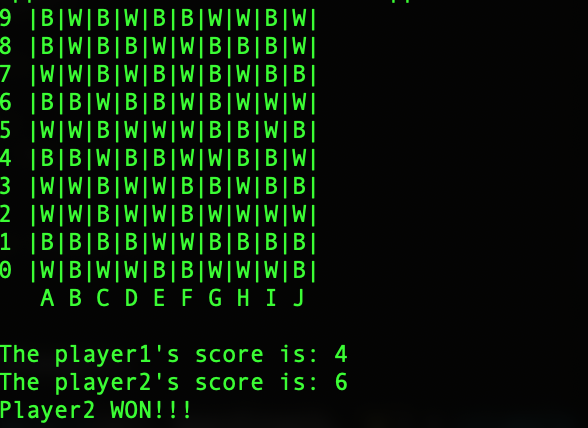 9 |B|W|B|W|B|B|W|W|B|W|
8 |B|W|B|W|B|W|B|W|B|W|
7 |W|W|B|B|W|B|W|W|B|B|
6 |B|B|W|B|W|B|W|B|W|W|
5 |W|W|B|W|W|W|B|B|W|B|
4 |B|B|W|B|B|W|W|B|B|W|
3 |W|W|B|W|W|B|B|W|B|B|
2 |W|W|B|W|W|W|B|W|W|W|
1 |B|B|B|B|W|W|B|B|B|B|
0 |W|B|W|W|B|B|W|W|W|B|
A B C D E F G H I J
The player1's score is: 4
The player2's score is: 6
Player2 WON!!!